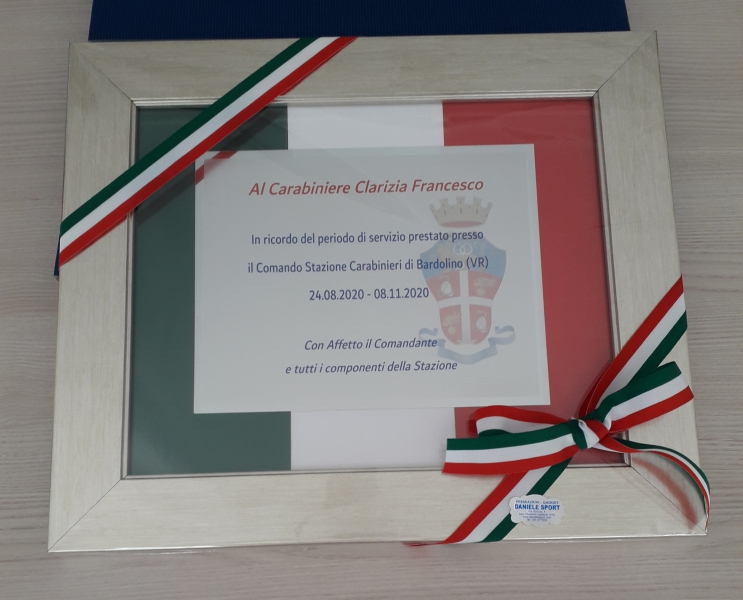 Al Carabiniere Clarizia Francesco
In ricordo del periodo di servizio prestato presso
il Comando Stazione Carabinieri di Bardolino (VR)
24.08.2020 - 08.11.2020
Con Affetto il Comandante
e tutti i componenti della Stazione
DANIELE SPORT